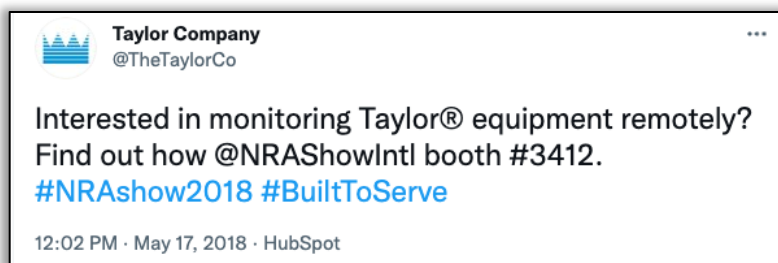 Taylor Company
@TheTaylorCo
Interested in monitoring Taylor® equipment remotely?
Find out how @NRAShowIntl booth #3412.
#NRAshow2018 #BuiltToServe
12:02 PM · May 17, 2018 · HubSpot